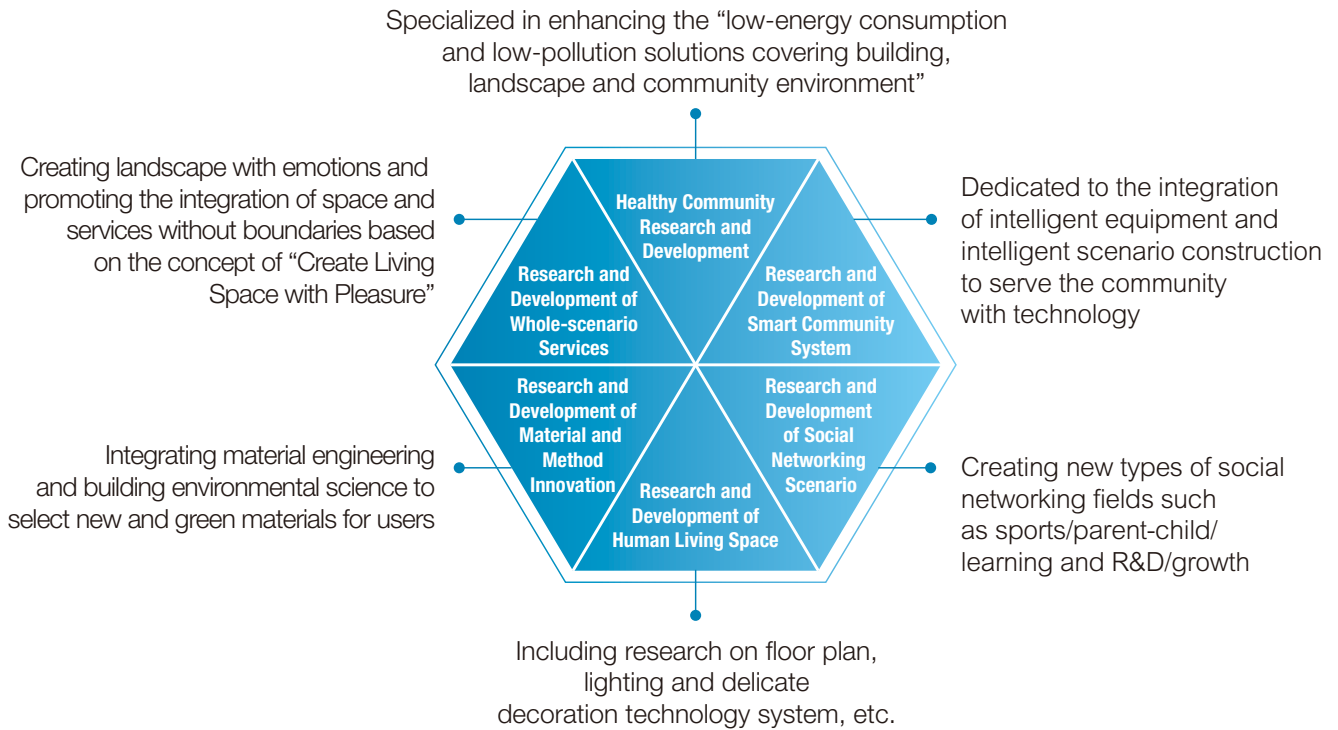 Specialized in enhancing the “low-energy consumption
and low-pollution solutions covering building,
landscape and community environment”
Creating landscape with emotions and
promoting the integration of space and
services without boundaries based
on the concept of “Create Living
Space with Pleasure”
Healthy Community
Research and
Development
Dedicated to the integration
of intelligent equipment and
intelligent scenario construction
to serve the community
with technology
Research and
Development of
Whole-scenario
Services
Research and
Development of
Smart Community
System
Research and
Development of
Material and
Method
Innovation
Research and
Development of
Human Living Space
Research and
Development
of Social
Networking
Scenario
Integrating material engineering
and building environmental science to
select new and green materials for users
Creating new types of social
networking fields such
as sports/parent-child/
learning and R&D/growth
Including research on floor plan,
lighting and delicate
decoration technology system, etc.